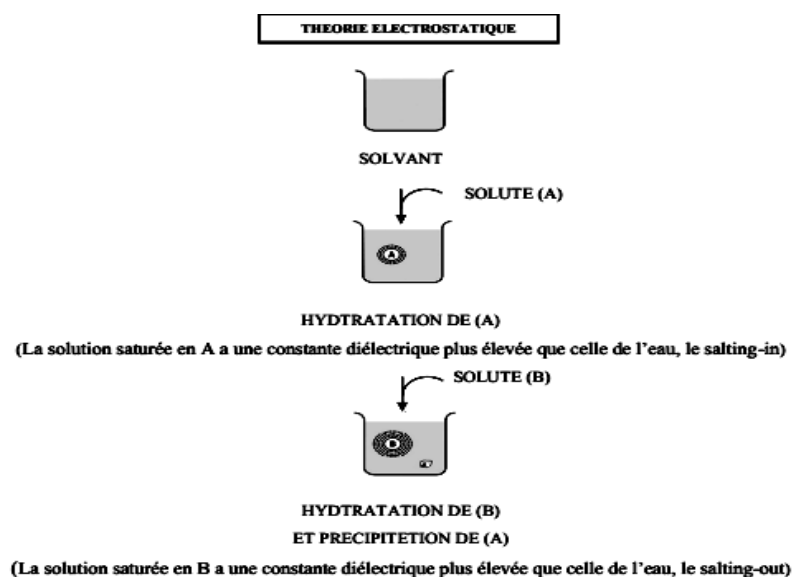 THEORIE ELECTROSTATIQUE
SOLVANT
SOLUTE (A)
A
HYDTRATATION DE (A)
(La solution saturée en A a une constante diélectrique plus élevée que celle de l'eau, le salting-in)
SOLUTE (B)
B
HYDTRATATION DE (B)
ET PRECIPITETION DE (A)
(La solution saturée en B a une constante diélectrique plus élevée que celle de l'eau, le salting-out)